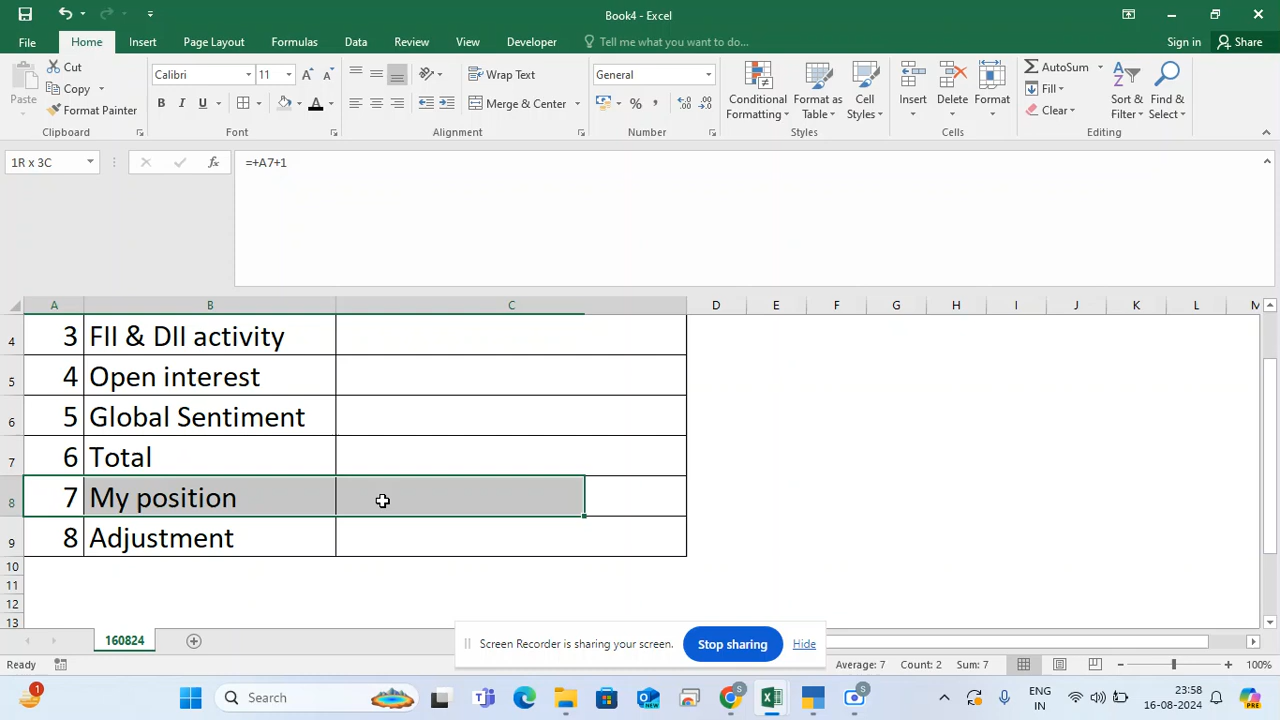 Book4 - Excel
File Home Insert Page Layout Formulas Data Review View Developer Tell me what you want to do... Sign in Share
Paste Cut Copy Format Painter Clipboard
Calibri 11 B I U A Font
Wrap Text Merge & Center Alignment
General % , Number
Conditional Formatting Format as Table Cell Styles Styles
Insert Delete Format Cells
AutoSum Fill Clear Sort & Filter Find & Select Editing
1R x 3C fx =+A7+1
A B C D E F G H I J K L M
4 3 FII & DII activity
5 4 Open interest
6 5 Global Sentiment
7 6 Total
8 7 My position
9 8 Adjustment
10
11
12
13
160824
Screen Recorder is sharing your screen. Stop sharing Hide
Ready Average: 7 Count: 2 Sum: 7 100%
1 Search ENG IN 23:58 16-08-2024